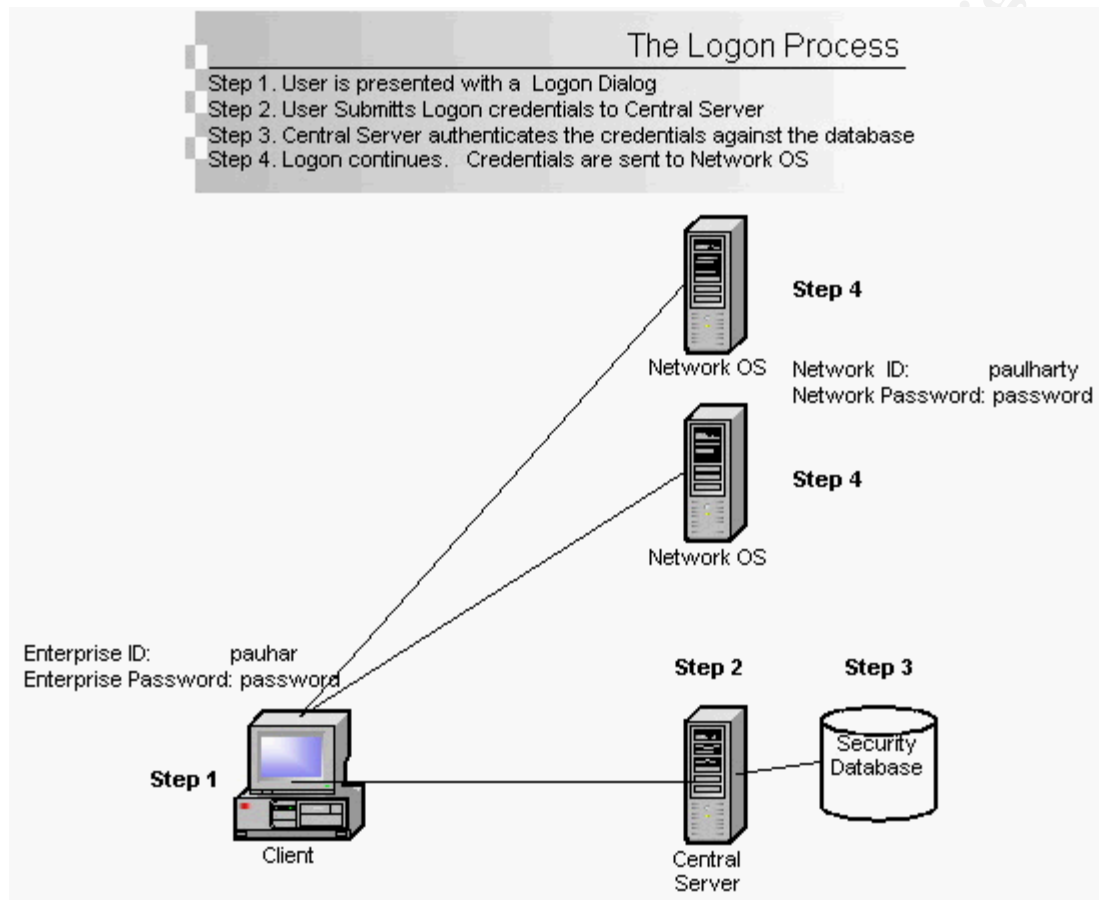 The Logon Process
Step 1. User is presented with a Logon Dialog
Step 2. User Submitts Logon credentials to Central Server
Step 3. Central Server authenticates the credentials against the database
Step 4. Logon continues. Credentials are sent to Network OS
Step 4
Network OS
Network ID: paulharty
Network Password: password
Step 4
Network OS
Enterprise ID: pauhar
Enterprise Password: password
Step 2
Step 3
Security
Database
Step 1
Client
Central
Server